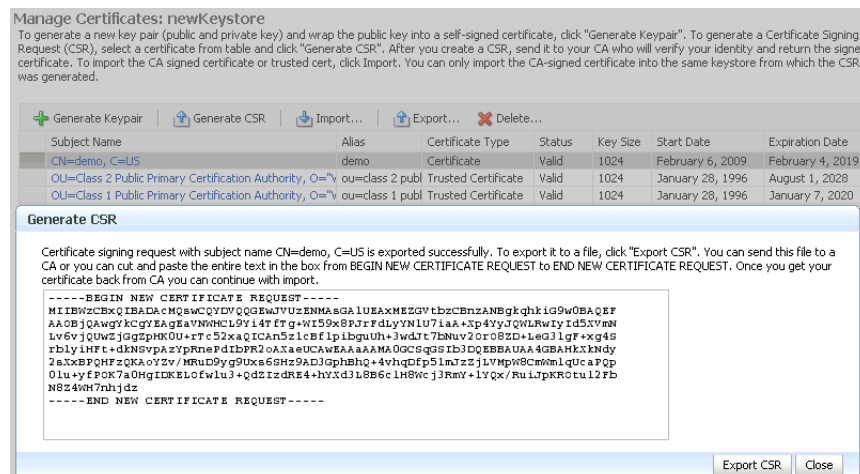 Manage Certificates: newKeystore
To generate a new key pair (public and private key) and wrap the public key into a self-signed certificate, click "Generate Keypair". To generate a Certificate Signing
Request (CSR), select a certificate from table and click "Generate CSR". After you create a CSR, send it to your CA who will verify your identity and return the signe
certificate. To import the CA signed certificate or trusted cert, click Import. You can only import the CA-signed certificate into the same keystore from which the CSR
was generated.
Generate Keypair Generate CSR Import... Export... Delete...
Subject Name Alias Certificate Type Status Key Size Start Date Expiration Date
CN=demo, C=US demo Certificate Valid 1024 February 6, 2009 February 4, 2019
OU=Class 2 Public Primary Certification Authority, O="V ou=class 2 publ Trusted Certificate Valid 1024 January 28, 1996 August 1, 2028
OU=Class 1 Public Primary Certification Authority, O="V ou=class 1 publ Trusted Certificate Valid 1024 January 28, 1996 January 7, 2020
Generate CSR
Certificate signing request with subject name CN=demo, C=US is exported successfully. To export it to a file, click "Export CSR". You can send this file to a
CA or you can cut and paste the entire text in the box from BEGIN NEW CERTIFICATE REQUEST to END NEW CERTIFICATE REQUEST. Once you get your
certificate back from CA you can continue with import.
-----BEGIN NEW CERTIFICATE REQUEST-----
-----END NEW CERTIFICATE REQUEST-----
Export CSR Close